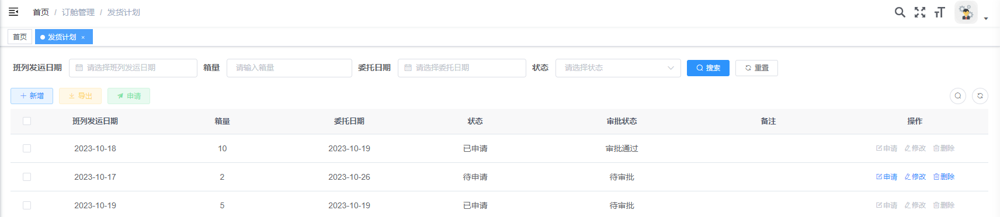 首页 / 订舱管理 / 发货计划
首页 发货计划 ×
班列发运日期 请选择班列发运日期 箱量 请输入箱量 委托日期 请选择委托日期 状态 请选择状态 搜索 重置
新增 导出 申请
班列发运日期 箱量 委托日期 状态 审批状态 备注 操作
2023-10-18 10 2023-10-19 已申请 审批通过 申请 修改 删除
2023-10-17 2 2023-10-26 待申请 待审批 申请 修改 删除
2023-10-19 5 2023-10-19 已申请 待审批 申请 修改 删除